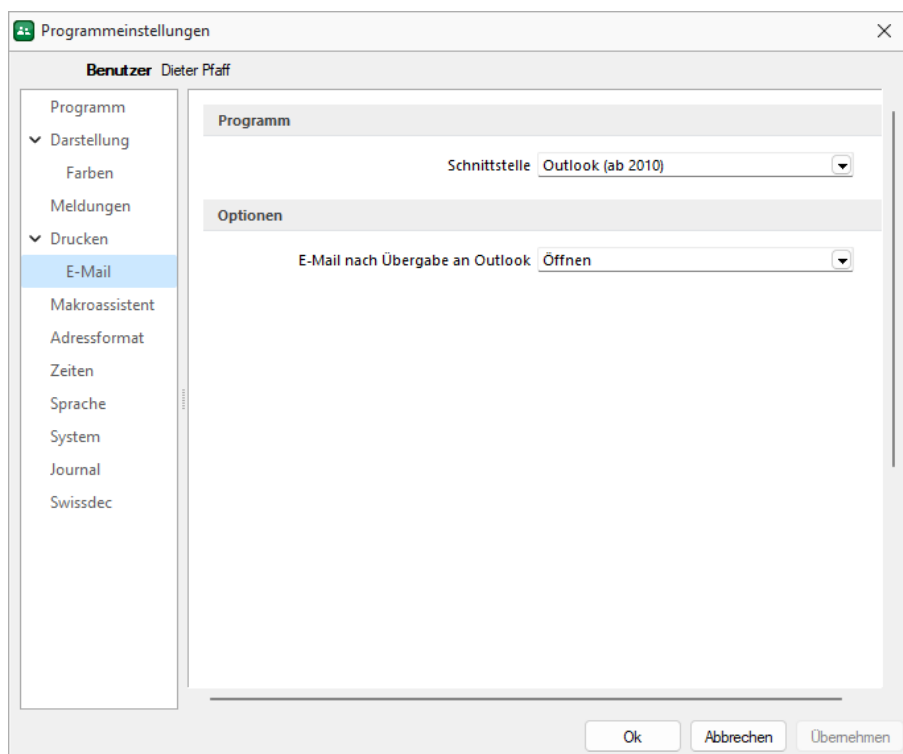 Programmeinstellungen
Benutzer Dieter Pfaff
Programm
Darstellung
Farben
Meldungen
Drucken
E-Mail
Makroassistent
Adressformat
Zeiten
Sprache
System
Journal
Swissdec
Programm
Schnittstelle Outlook (ab 2010)
Optionen
E-Mail nach Übergabe an Outlook Öffnen
Ok Abbrechen Übernehmen